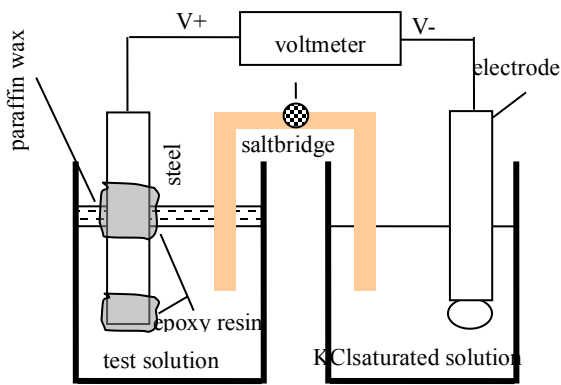 V+
voltmeter
V-
electrode
paraffin wax
steel
saltbridge
epoxy resin
test solution
KClsaturated solution